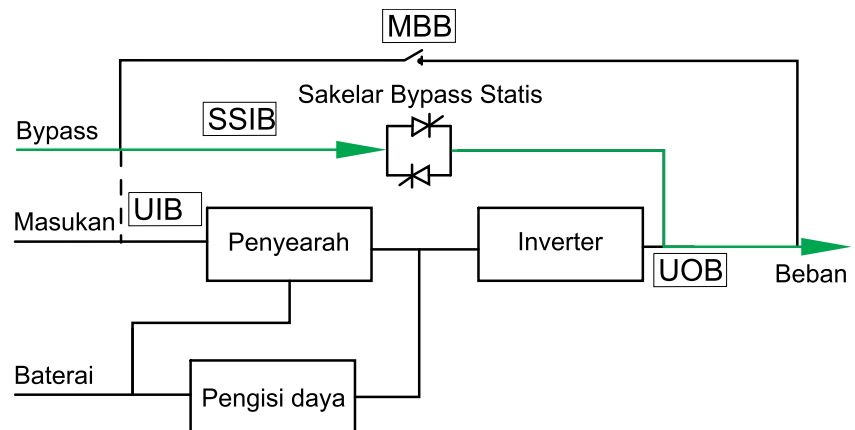 MBB
Sakelar Bypass Statis
SSIB
Bypass
UIB
Masukan
Penyearah
Inverter
UOB
Beban
Baterai
Pengisi daya